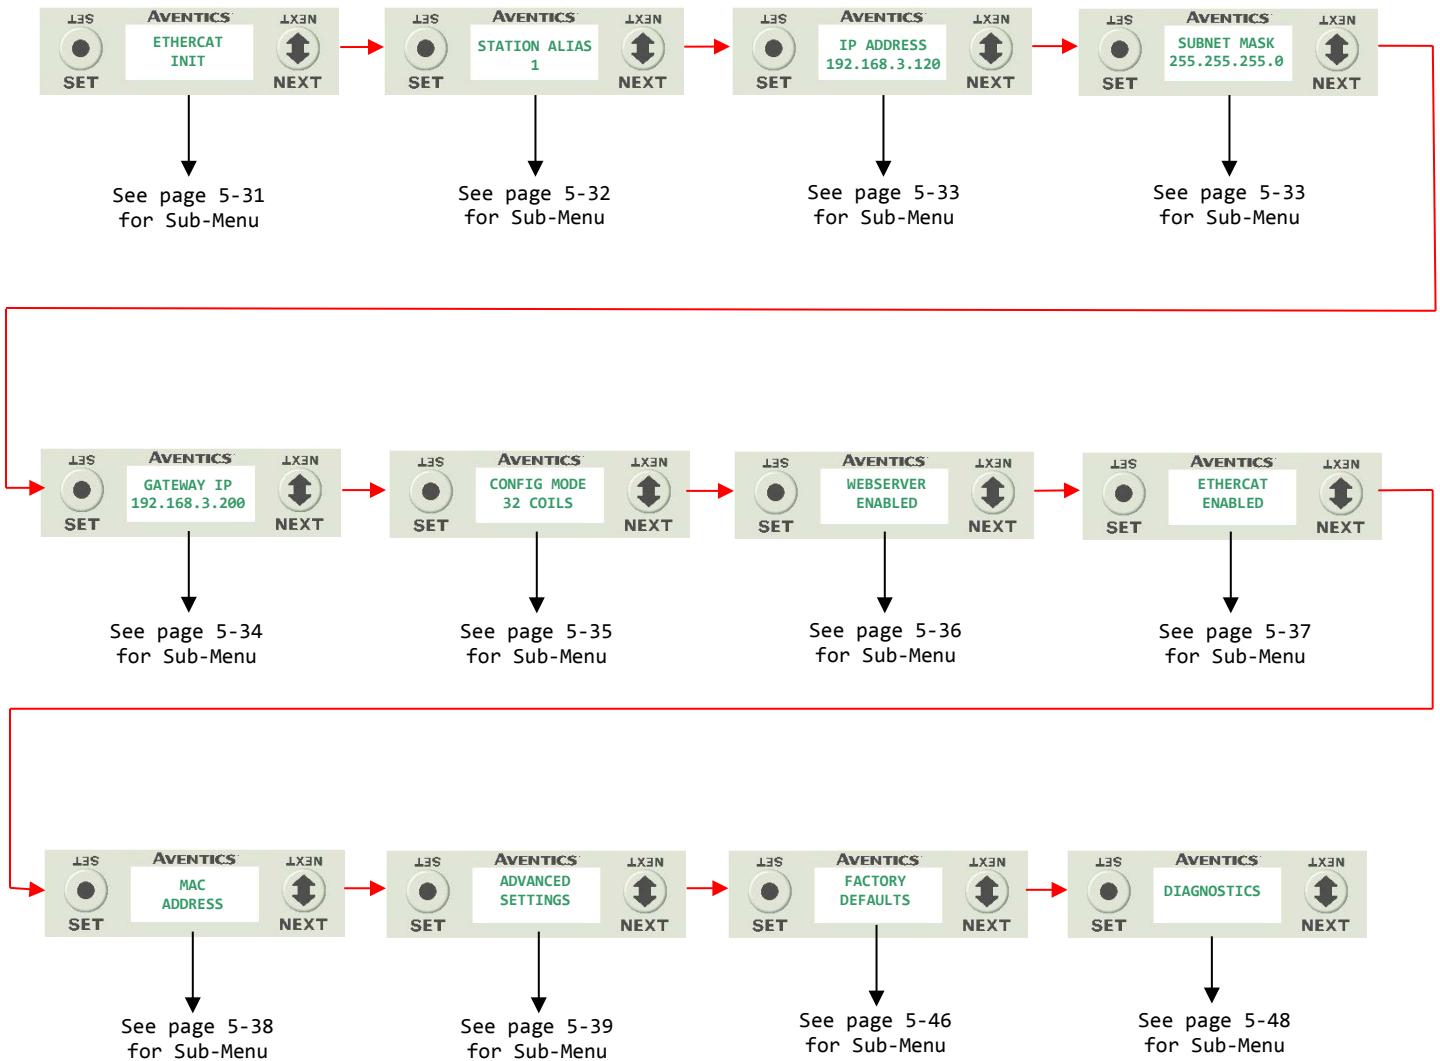 SET AVENTICS NEXT
ETHERCAT
INIT
SET NEXT
SET AVENTICS NEXT
STATION ALIAS
1
SET NEXT
SET AVENTICS NEXT
IP ADDRESS
192.168.3.120
SET NEXT
SET AVENTICS NEXT
SUBNET MASK
255.255.255.0
SET NEXT
See page 5-31
for Sub-Menu
See page 5-32
for Sub-Menu
See page 5-33
for Sub-Menu
See page 5-33
for Sub-Menu
SET AVENTICS NEXT
GATEWAY IP
192.168.3.200
SET NEXT
SET AVENTICS NEXT
CONFIG MODE
32 COILS
SET NEXT
SET AVENTICS NEXT
WEBSERVER
ENABLED
SET NEXT
SET AVENTICS NEXT
ETHERCAT
ENABLED
SET NEXT
See page 5-34
for Sub-Menu
See page 5-35
for Sub-Menu
See page 5-36
for Sub-Menu
See page 5-37
for Sub-Menu
SET AVENTICS NEXT
MAC
ADDRESS
SET NEXT
SET AVENTICS NEXT
ADVANCED
SETTINGS
SET NEXT
SET AVENTICS NEXT
FACTORY
DEFAULTS
SET NEXT
SET AVENTICS NEXT
DIAGNOSTICS
SET NEXT
See page 5-38
for Sub-Menu
See page 5-39
for Sub-Menu
See page 5-46
for Sub-Menu
See page 5-48
for Sub-Menu